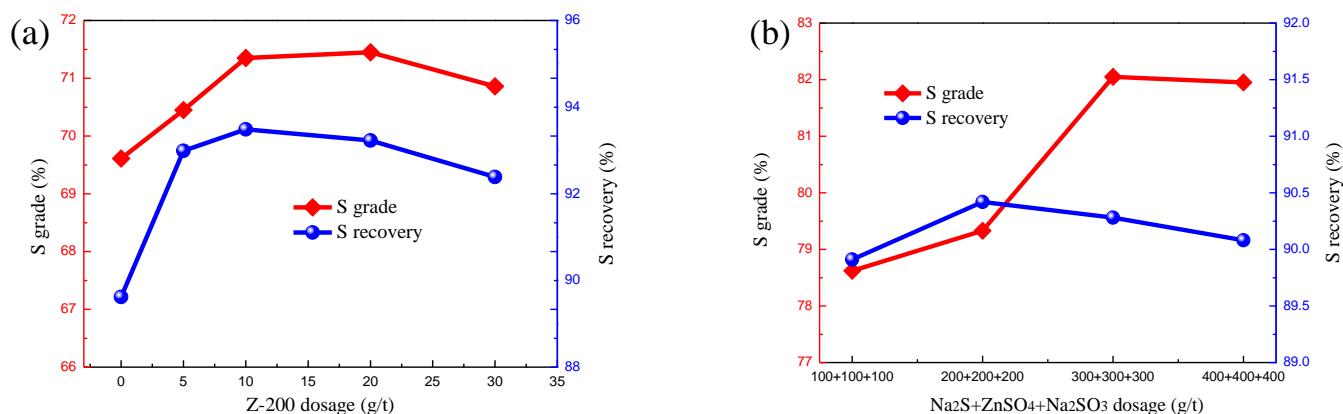 (a)
72
71
70
69
68
67
66
S grade (%)
96
94
92
90
88
S recovery (%)
S grade
S recovery
0 5 10 20 30 35
Z-200 dosage (g/t)
(b)
83
82
81
80
79
78
77
S grade (%)
92.0
91.5
91.0
90.5
90.0
89.5
89.0
S recovery (%)
S grade
S recovery
100+100+100 200+200+200 300+300+300 400+400+400
Na2S+ZnSO4+Na2SO3 dosage (g/t)